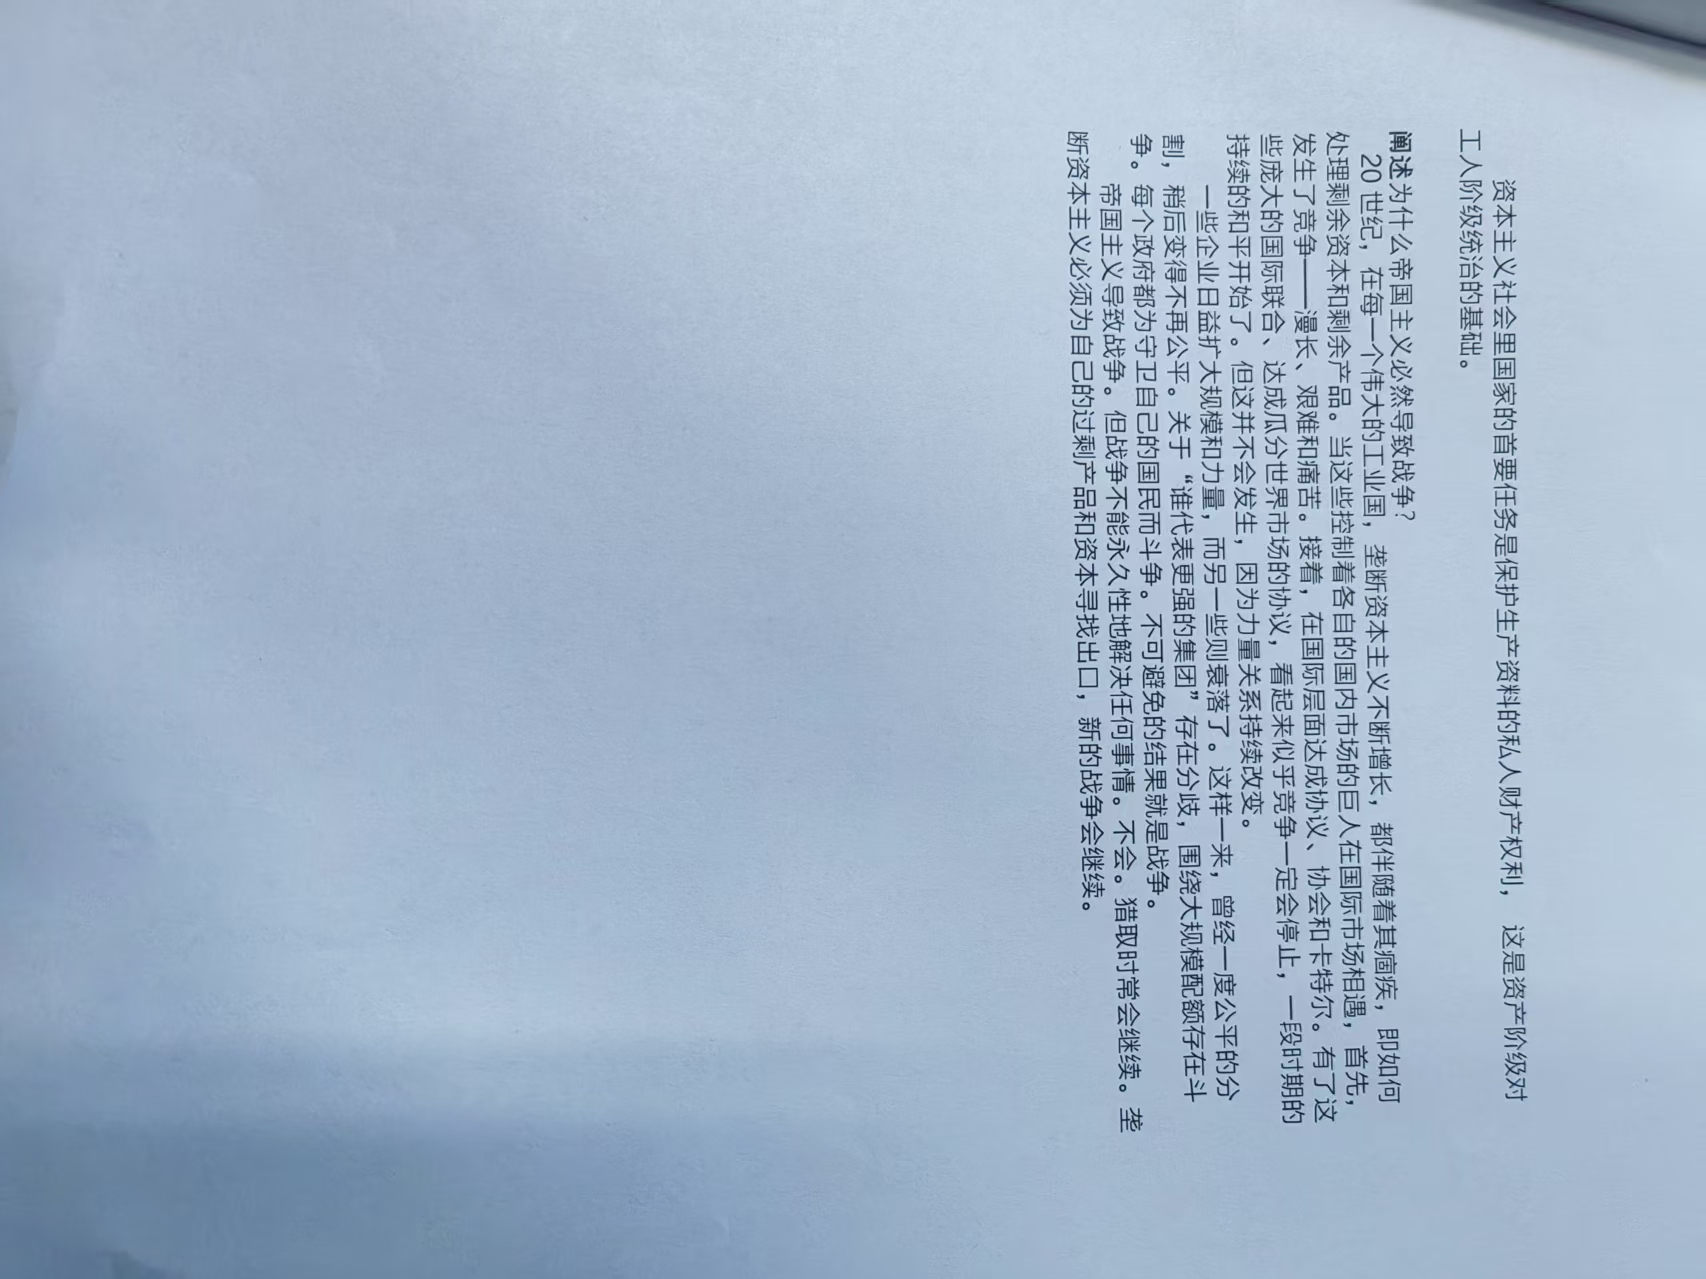 资本主义社会里国家的首要任务是保护生产资料的私人财产权利， 这是资产阶级对
工人阶级统治的基础。
阐述为什么帝国主义必然导致战争？
20 世纪，在每一个伟大的工业国， 垄断资本主义不断增长，都伴随着其痼疾，即如何
处理剩余资本和剩余产品。当这些控制着各自的国内市场的巨人在国际市场相遇，首先，
发生了竞争——漫长、艰难和痛苦。接着，在国际层面达成协议、协会和卡特尔。有了这
些庞大的国际联合、达成瓜分世界市场的协议，看起来似乎竞争一定会停止，一段时期的
持续的和平开始了。但这并不会发生，因为力量关系持续改变。
一些企业日益扩大规模和力量，而另一些则衰落了。这样一来，曾经一度公平的分
割，稍后变得不再公平。关于“谁代表更强的集团”存在分歧，围绕大规模配额存在斗
争。每个政府都为守卫自己的国民而斗争。不可避免的结果就是战争。
帝国主义导致战争。但战争不能永久性地解决任何事情。不会。猎取时常会继续。垄
断资本主义必须为自己的过剩产品和资本寻找出口，新的战争会继续。